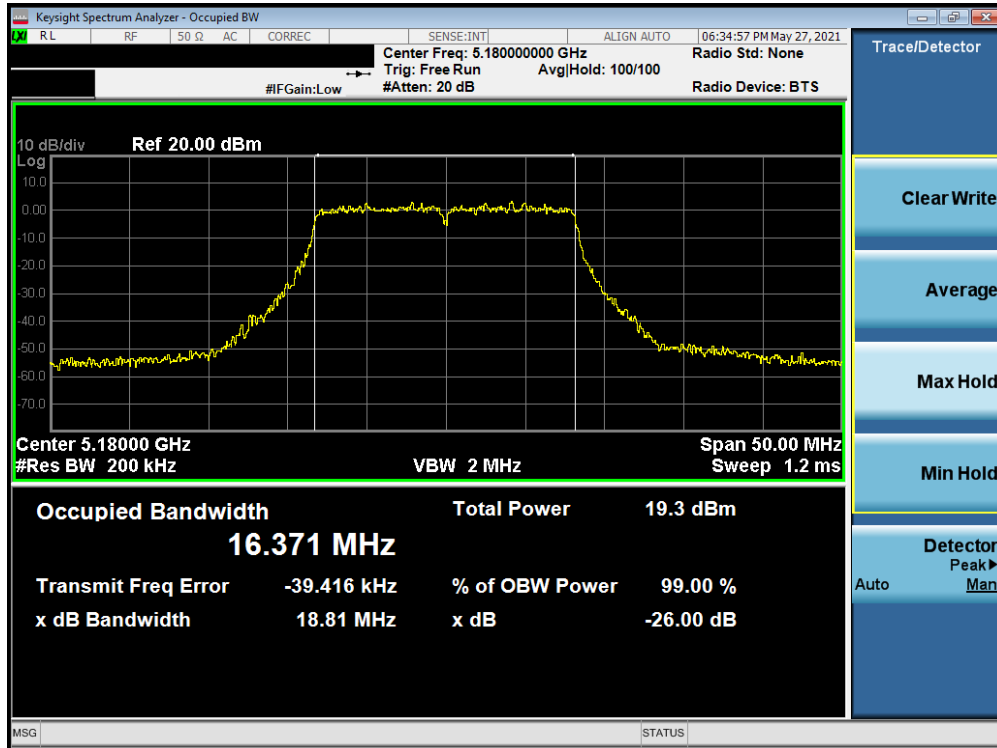 Keysight Spectrum Analyzer - Occupied BW
LXI RL RF 50 Ω AC CORREC SENSE:INT ALIGN AUTO 06:34:57 PM May 27, 2021
Center Freq: 5.180000000 GHz Radio Std: None
Trig: Free Run Avg|Hold: 100/100
#IFGain:Low #Atten: 20 dB Radio Device: BTS
10 dB/div Ref 20.00 dBm
Log
10.0
0.00
-10.0
-20.0
-30.0
-40.0
-50.0
-60.0
-70.0
Center 5.18000 GHz Span 50.00 MHz
#Res BW 200 kHz VBW 2 MHz Sweep 1.2 ms
Occupied Bandwidth Total Power 19.3 dBm
16.371 MHz
Transmit Freq Error -39.416 kHz % of OBW Power 99.00 %
x dB Bandwidth 18.81 MHz x dB -26.00 dB
Trace/Detector
Clear Write
Average
Max Hold
Min Hold
Detector
Peak▶
Auto Man
MSG STATUS